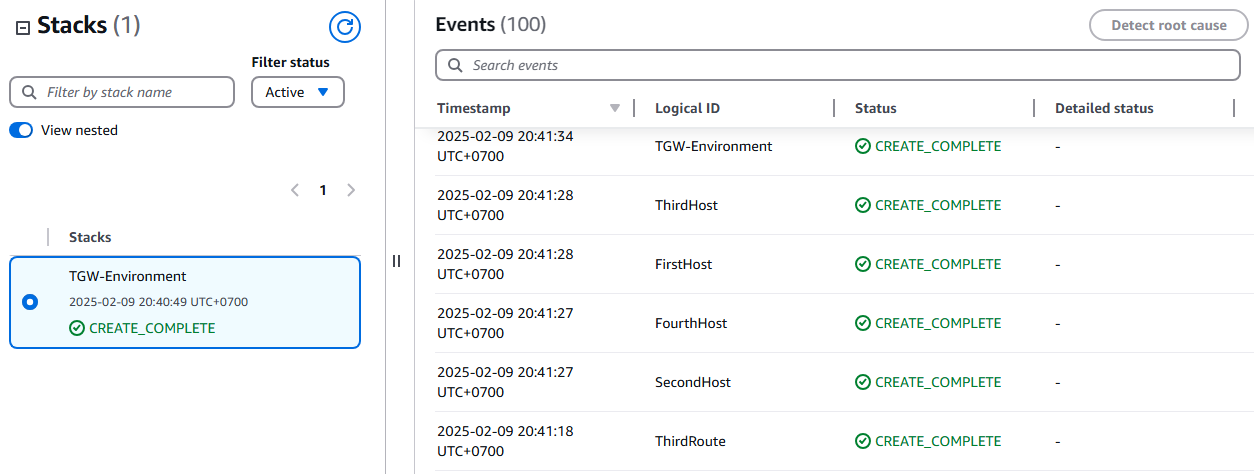 Stacks (1)
Filter status
Filter by stack name
Active
View nested
1
Stacks
TGW-Environment
2025-02-09 20:40:49 UTC+0700
CREATE_COMPLETE
Events (100)
Detect root cause
Search events
Timestamp Logical ID Status Detailed status
2025-02-09 20:41:34
UTC+0700 TGW-Environment CREATE_COMPLETE -
2025-02-09 20:41:28
UTC+0700 ThirdHost CREATE_COMPLETE -
2025-02-09 20:41:28
UTC+0700 FirstHost CREATE_COMPLETE -
2025-02-09 20:41:27
UTC+0700 FourthHost CREATE_COMPLETE -
2025-02-09 20:41:27
UTC+0700 SecondHost CREATE_COMPLETE -
2025-02-09 20:41:18
UTC+0700 ThirdRoute CREATE_COMPLETE -